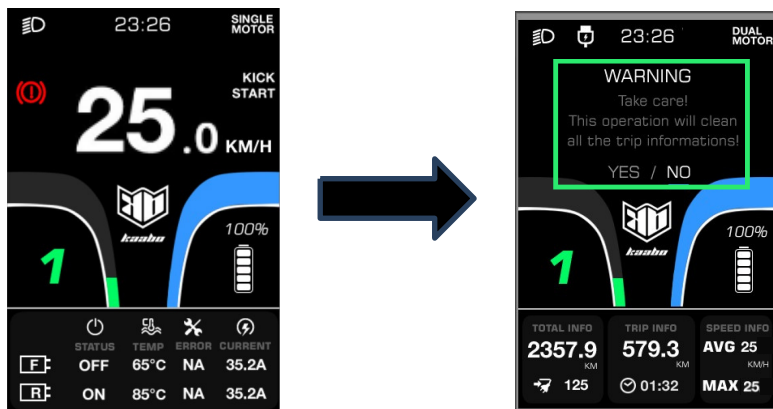 23:26
SINGLE
MOTOR
KICK
START
25.0 KM/H
kaabo
100%
1
STATUS TEMP ERROR CURRENT
F OFF 65°C NA 35.2A
R ON 85°C NA 35.2A
23:26
DUAL
MOTOR
WARNING
Take care!
This operation will clean
all the trip informations!
YES / NO
kaabo
100%
1
TOTAL INFO TRIP INFO SPEED INFO
2357.9 KM 579.3 KM AVG 25 KM/H
125 01:32 MAX 25